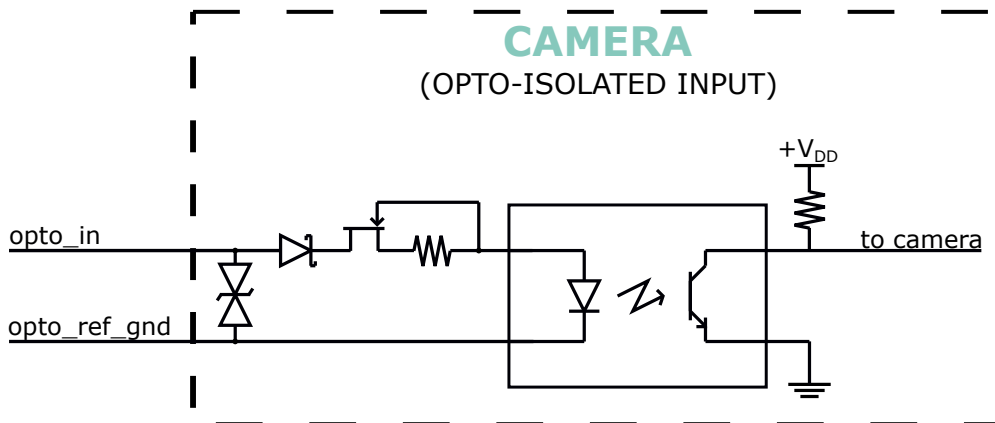 CAMERA
(OPTO-ISOLATED INPUT)
+VDD
opto_in
to camera
opto_ref_gnd